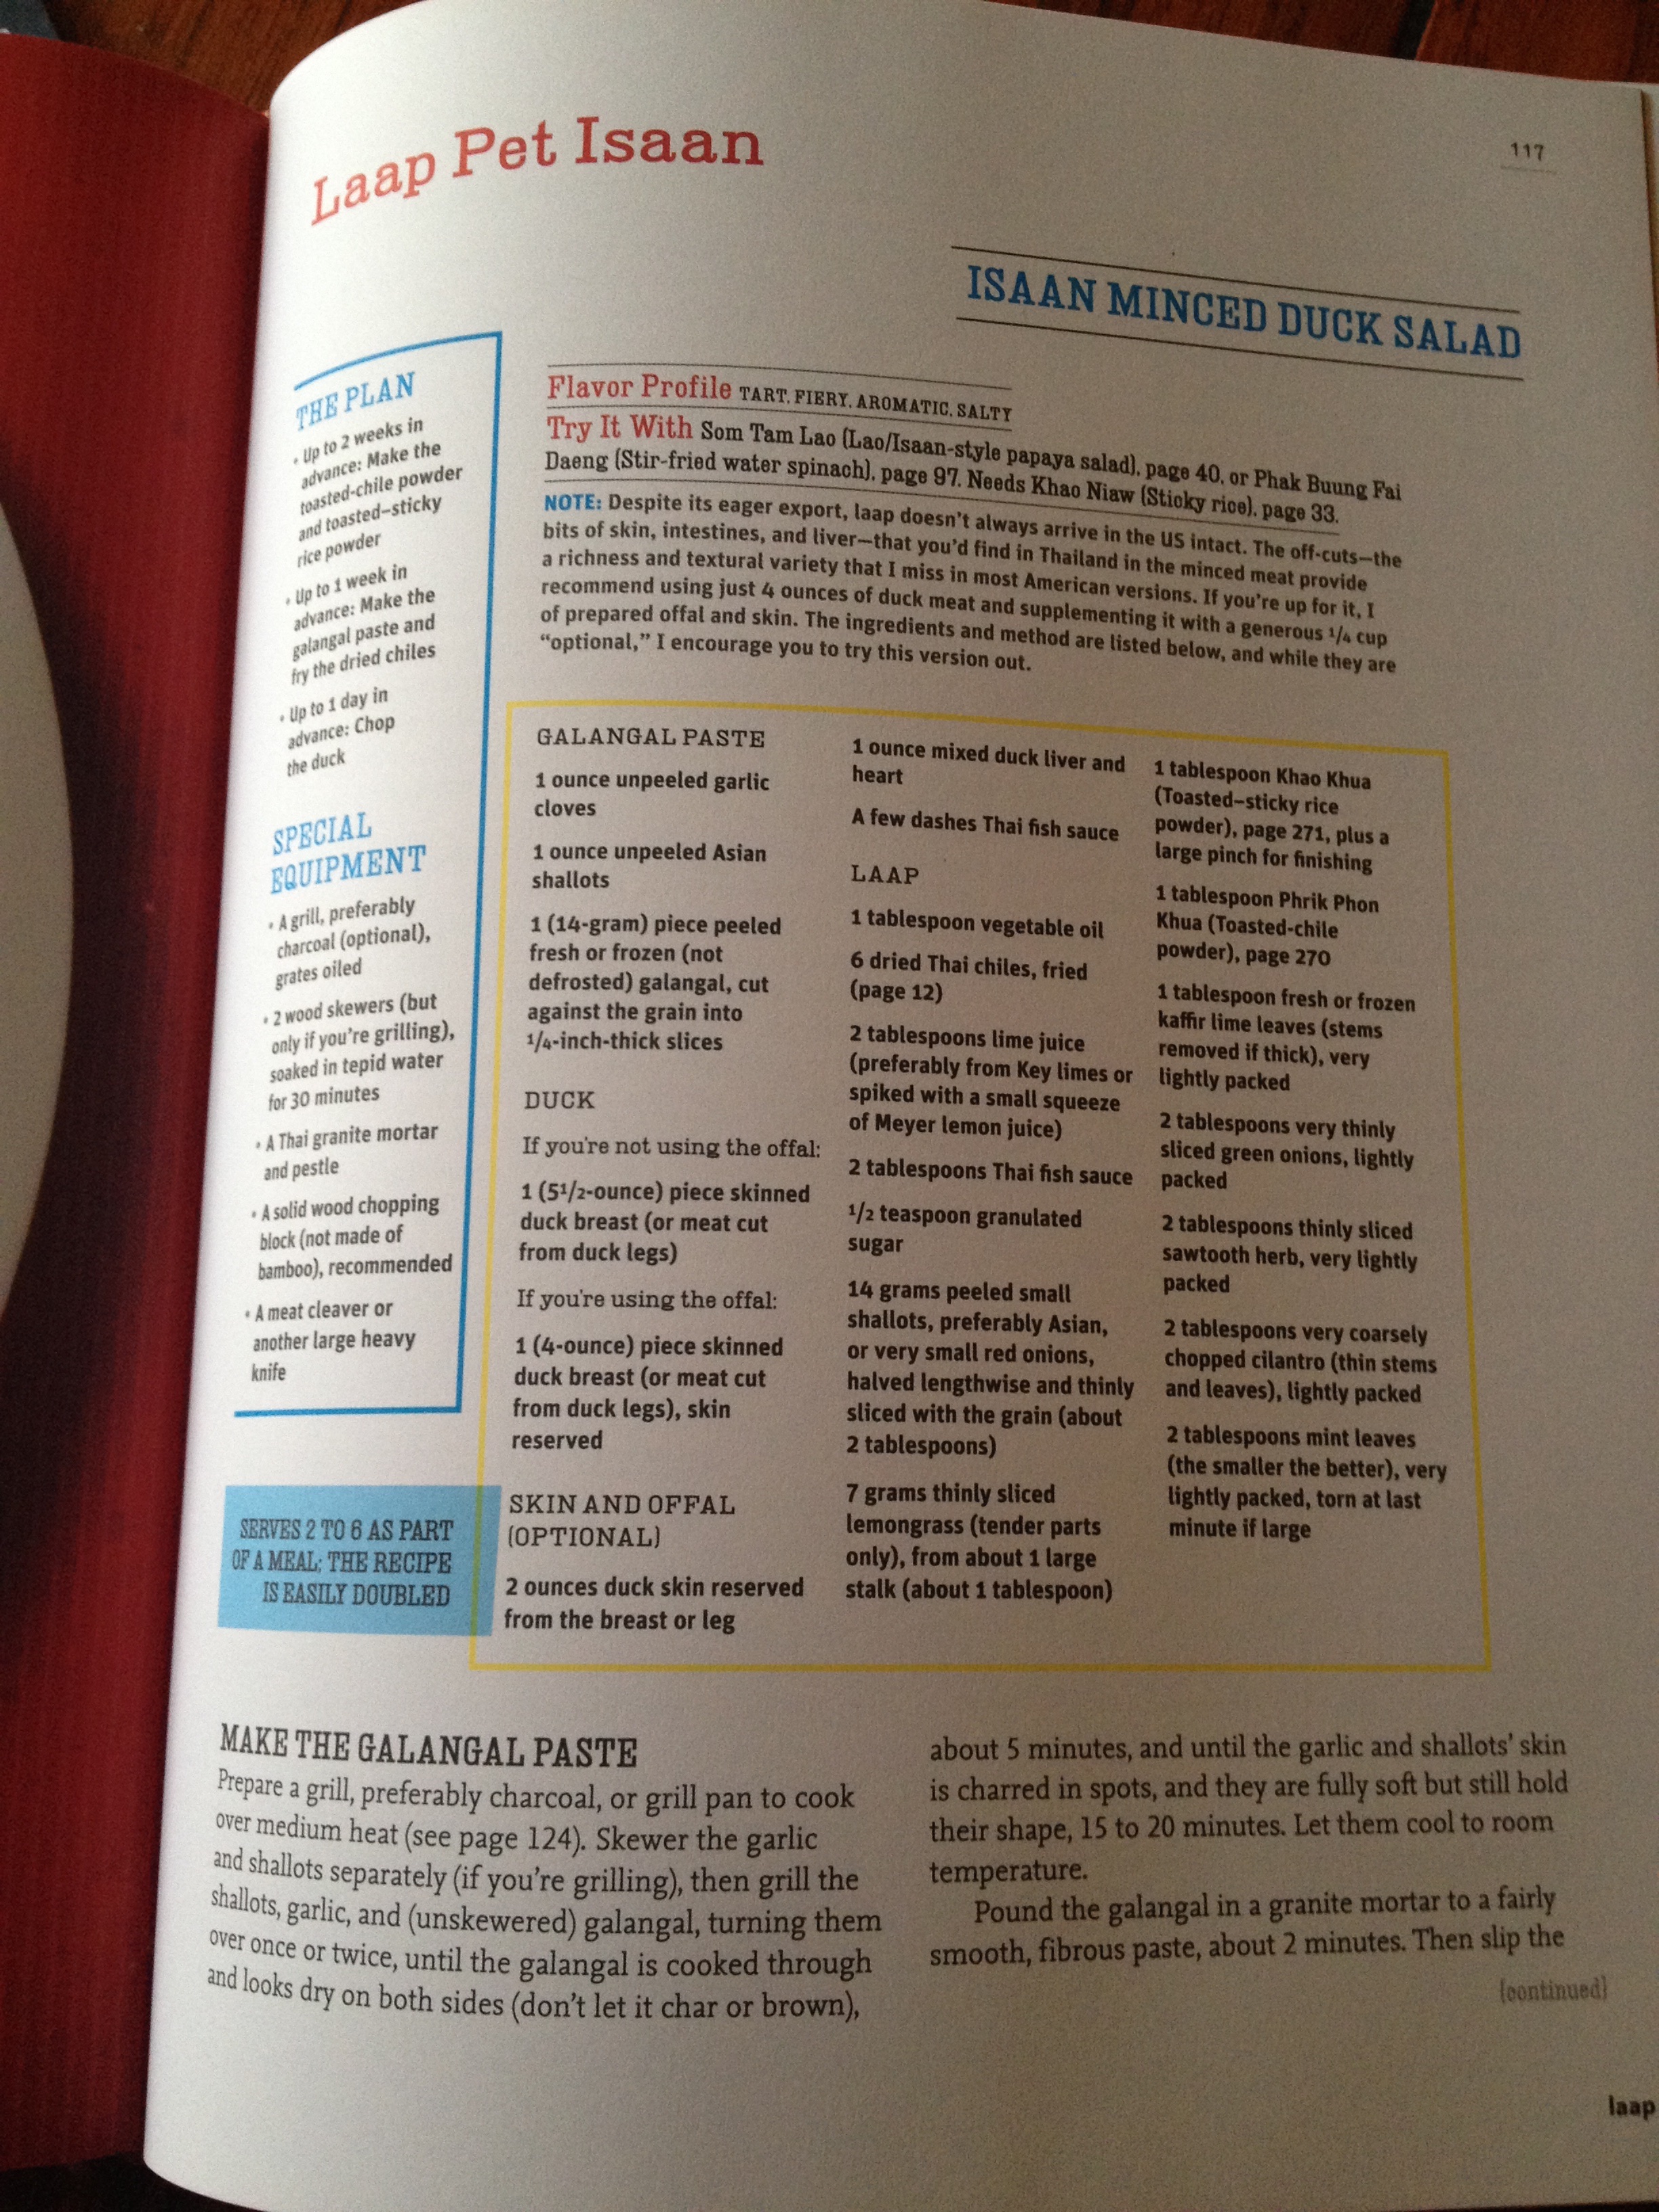 Laap Pet Isaan
117
ISAAN MINCED DUCK SALAD
THE PLAN
• Up to 2 weeks in
advance: Make the
toasted-chile powder
and toasted–sticky
rice powder
• Up to 1 week in
advance: Make the
galangal paste and
fry the dried chiles
• Up to 1 day in
advance: Chop
the duck
SPECIAL
EQUIPMENT
• A grill, preferably
charcoal (optional),
grates oiled
• 2 wood skewers (but
only if you're grilling),
soaked in tepid water
for 30 minutes
• A Thai granite mortar
and pestle
• A solid wood chopping
block (not made of
bamboo), recommended
• A meat cleaver or
another large heavy
knife
SERVES 2 TO 6 AS PART
OF A MEAL; THE RECIPE
IS EASILY DOUBLED
Flavor Profile TART, FIERY, AROMATIC, SALTY
Try It With Som Tam Lao (Lao/Isaan-style papaya salad), page 40, or Phak Buung Fai
Daeng (Stir-fried water spinach), page 97. Needs Khao Niaw (Sticky rice), page 33.
NOTE: Despite its eager export, laap doesn't always arrive in the US intact. The off-cuts—the
bits of skin, intestines, and liver—that you'd find in Thailand in the minced meat provide
a richness and textural variety that I miss in most American versions. If you're up for it, I
recommend using just 4 ounces of duck meat and supplementing it with a generous 1/4 cup
of prepared offal and skin. The ingredients and method are listed below, and while they are
“optional,” I encourage you to try this version out.
GALANGAL PASTE
1 ounce unpeeled garlic
cloves
1 ounce unpeeled Asian
shallots
1 (14-gram) piece peeled
fresh or frozen (not
defrosted) galangal, cut
against the grain into
1/4-inch-thick slices
DUCK
If you're not using the offal:
1 (51/2-ounce) piece skinned
duck breast (or meat cut
from duck legs)
If you're using the offal:
1 (4-ounce) piece skinned
duck breast (or meat cut
from duck legs), skin
reserved
SKIN AND OFFAL
(OPTIONAL)
2 ounces duck skin reserved
from the breast or leg
1 ounce mixed duck liver and
heart
A few dashes Thai fish sauce
LAAP
1 tablespoon vegetable oil
6 dried Thai chiles, fried
(page 12)
2 tablespoons lime juice
(preferably from Key limes or
spiked with a small squeeze
of Meyer lemon juice)
2 tablespoons Thai fish sauce
1/2 teaspoon granulated
sugar
14 grams peeled small
shallots, preferably Asian,
or very small red onions,
halved lengthwise and thinly
sliced with the grain (about
2 tablespoons)
7 grams thinly sliced
lemongrass (tender parts
only), from about 1 large
stalk (about 1 tablespoon)
1 tablespoon Khao Khua
(Toasted–sticky rice
powder), page 271, plus a
large pinch for finishing
1 tablespoon Phrik Phon
Khua (Toasted-chile
powder), page 270
1 tablespoon fresh or frozen
kaffir lime leaves (stems
removed if thick), very
lightly packed
2 tablespoons very thinly
sliced green onions, lightly
packed
2 tablespoons thinly sliced
sawtooth herb, very lightly
packed
2 tablespoons very coarsely
chopped cilantro (thin stems
and leaves), lightly packed
2 tablespoons mint leaves
(the smaller the better), very
lightly packed, torn at last
minute if large
MAKE THE GALANGAL PASTE
Prepare a grill, preferably charcoal, or grill pan to cook
over medium heat (see page 124). Skewer the garlic
and shallots separately (if you're grilling), then grill the
shallots, garlic, and (unskewered) galangal, turning them
over once or twice, until the galangal is cooked through
and looks dry on both sides (don't let it char or brown),
about 5 minutes, and until the garlic and shallots' skin
is charred in spots, and they are fully soft but still hold
their shape, 15 to 20 minutes. Let them cool to room
temperature.
Pound the galangal in a granite mortar to a fairly
smooth, fibrous paste, about 2 minutes. Then slip the
(continued)
laap